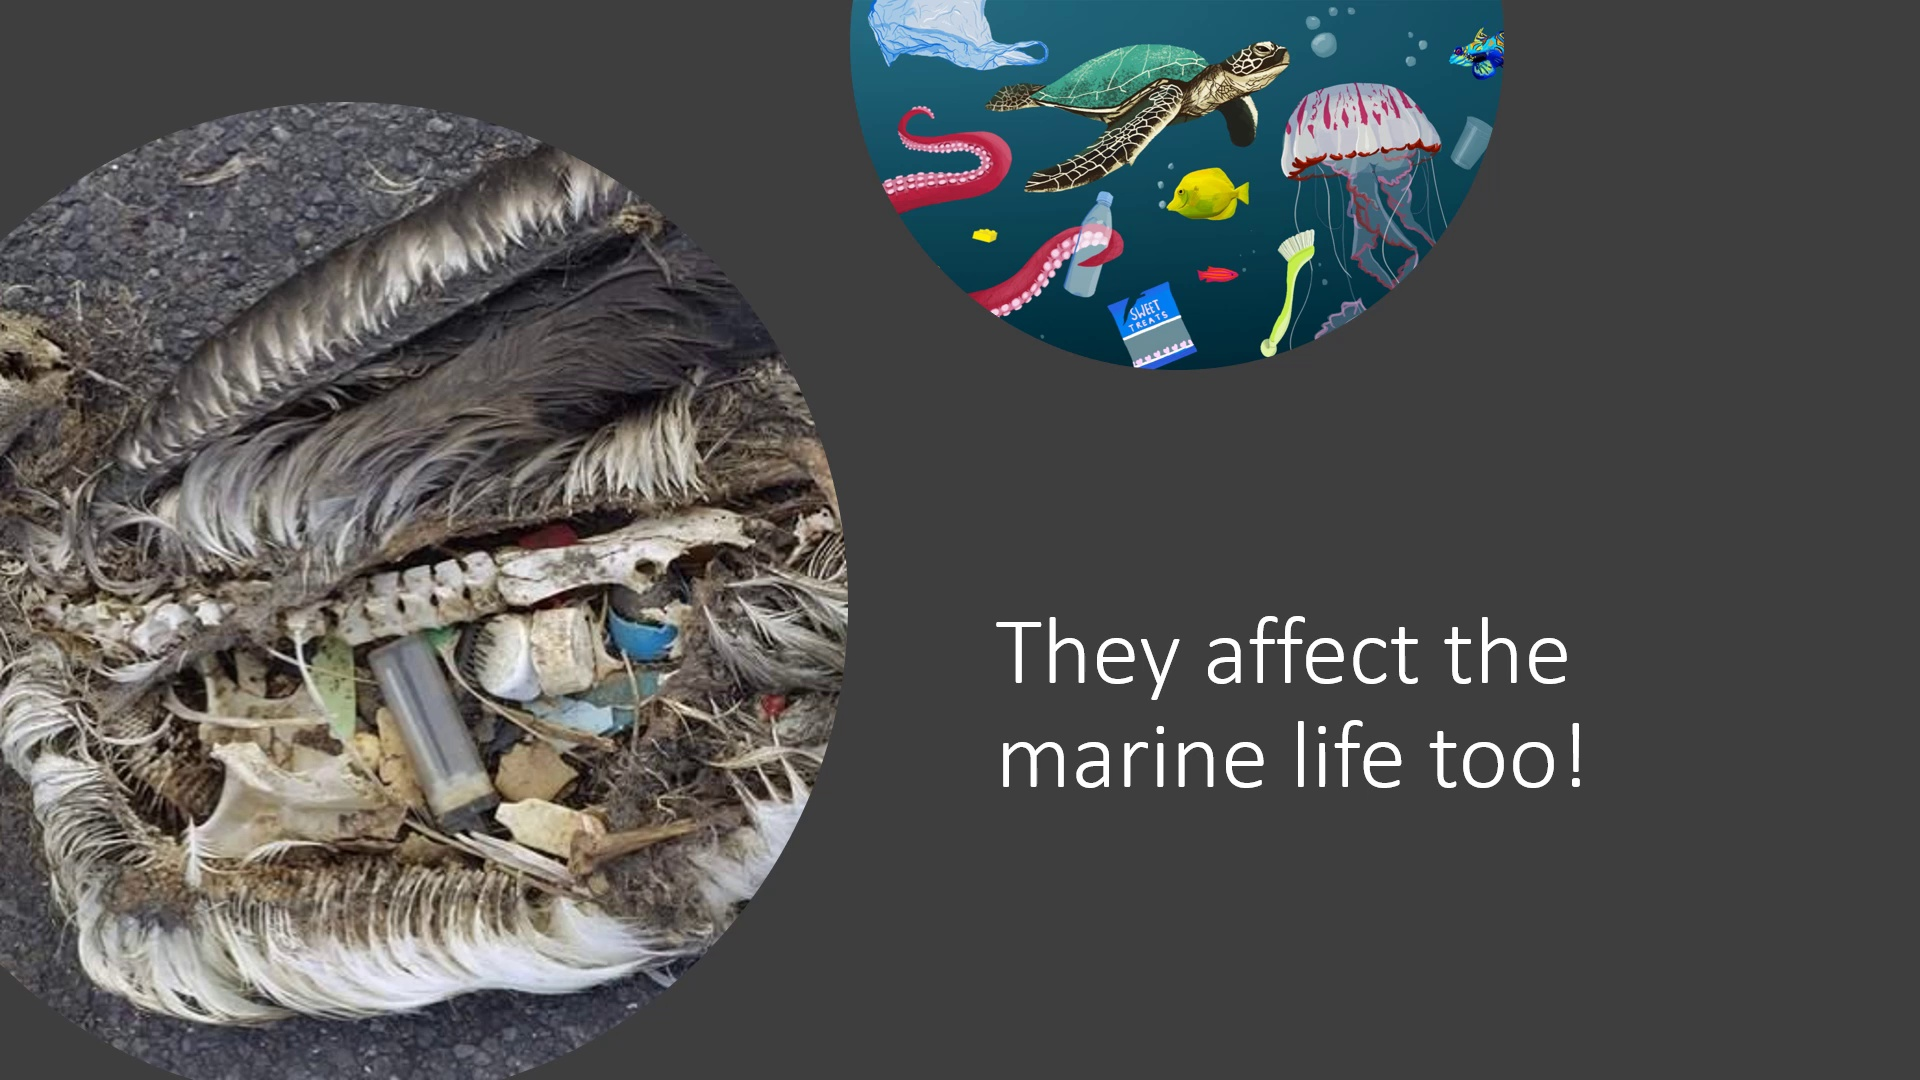 SWEET
TREATS
They affect the
marine life too!